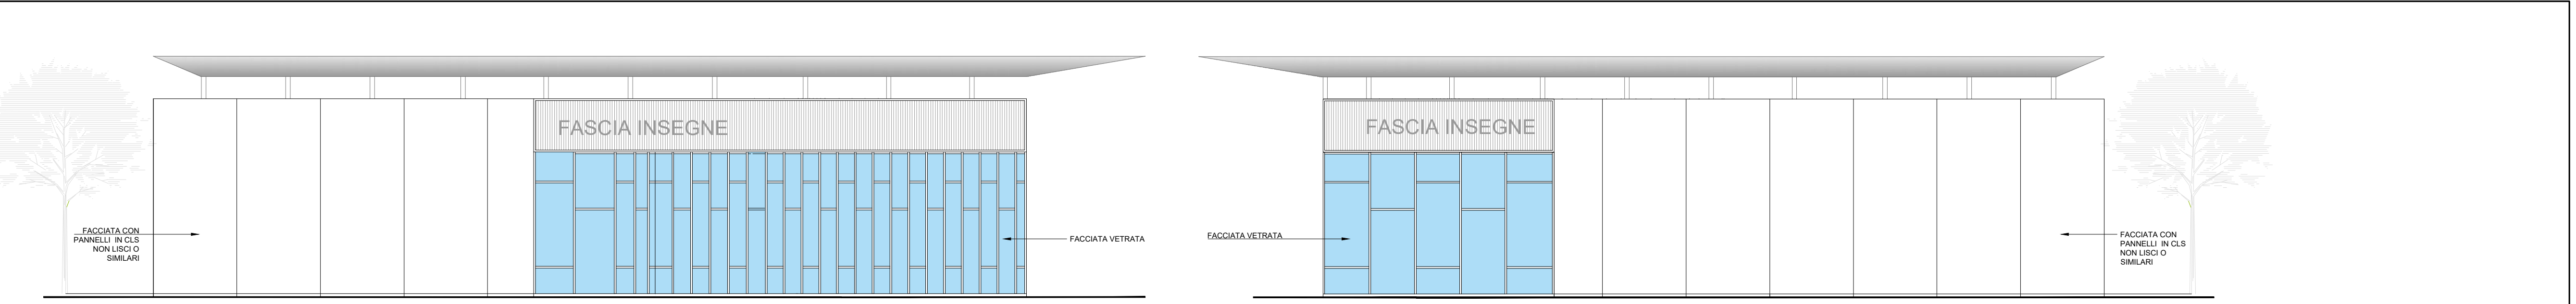 FASCIA INSEGNE
FACCIATA CON
PANNELLI IN CLS
NON LISCI O
SIMILARI
FACCIATA VETRATA
FASCIA INSEGNE
FACCIATA VETRATA
FACCIATA CON
PANNELLI IN CLS
NON LISCI O
SIMILARI